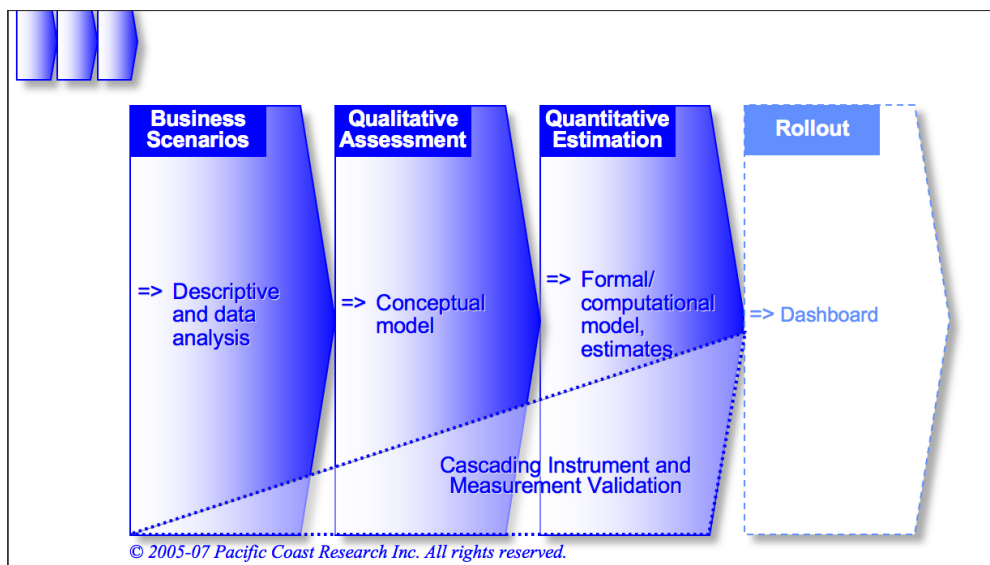 Business
Scenarios
Qualitative
Assessment
Quantitative
Estimation
Rollout
=> Descriptive
and data
analysis
=> Conceptual
model
=> Formal/
computational
model,
estimates
=> Dashboard
Cascading Instrument and
Measurement Validation
© 2005-07 Pacific Coast Research Inc. All rights reserved.